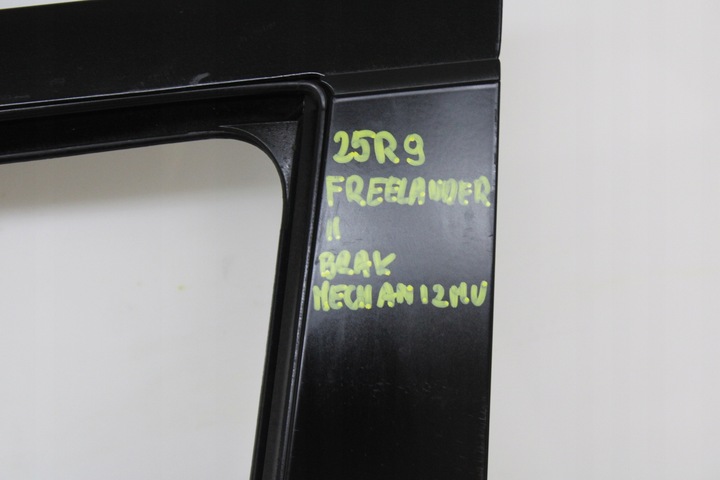 25R9
FREELANDER
II
BRAK
MECHANIZMU